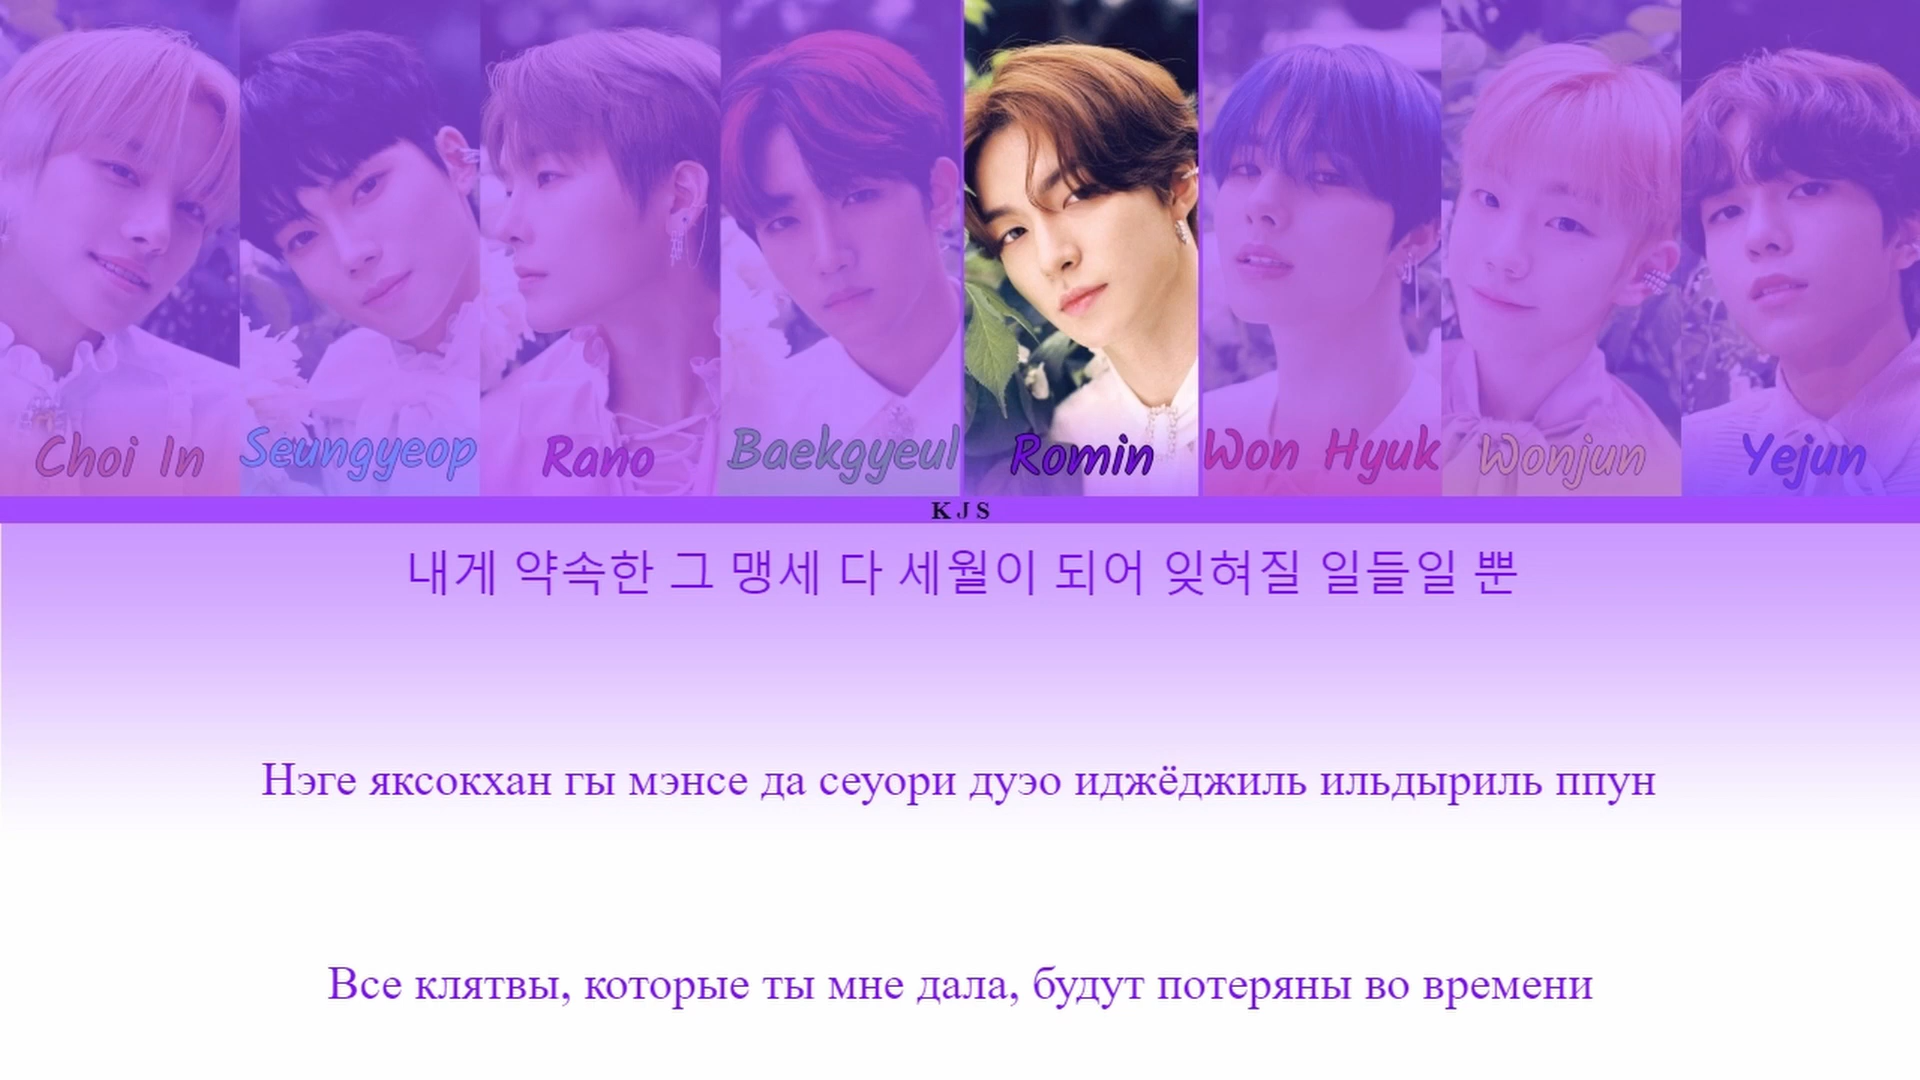 Choi In Seungyeop Rano Baekgyeul Romin Won Hyuk Wonjun Yejun
KJS
내게 약속한 그 맹세 다 세월이 되어 잊혀질 일들일 뿐
Нэге яксокхан гы мэнсе да сеуори дуэо иджёджиль ильдыриль ппун
Все клятвы, которые ты мне дала, будут потеряны во времени